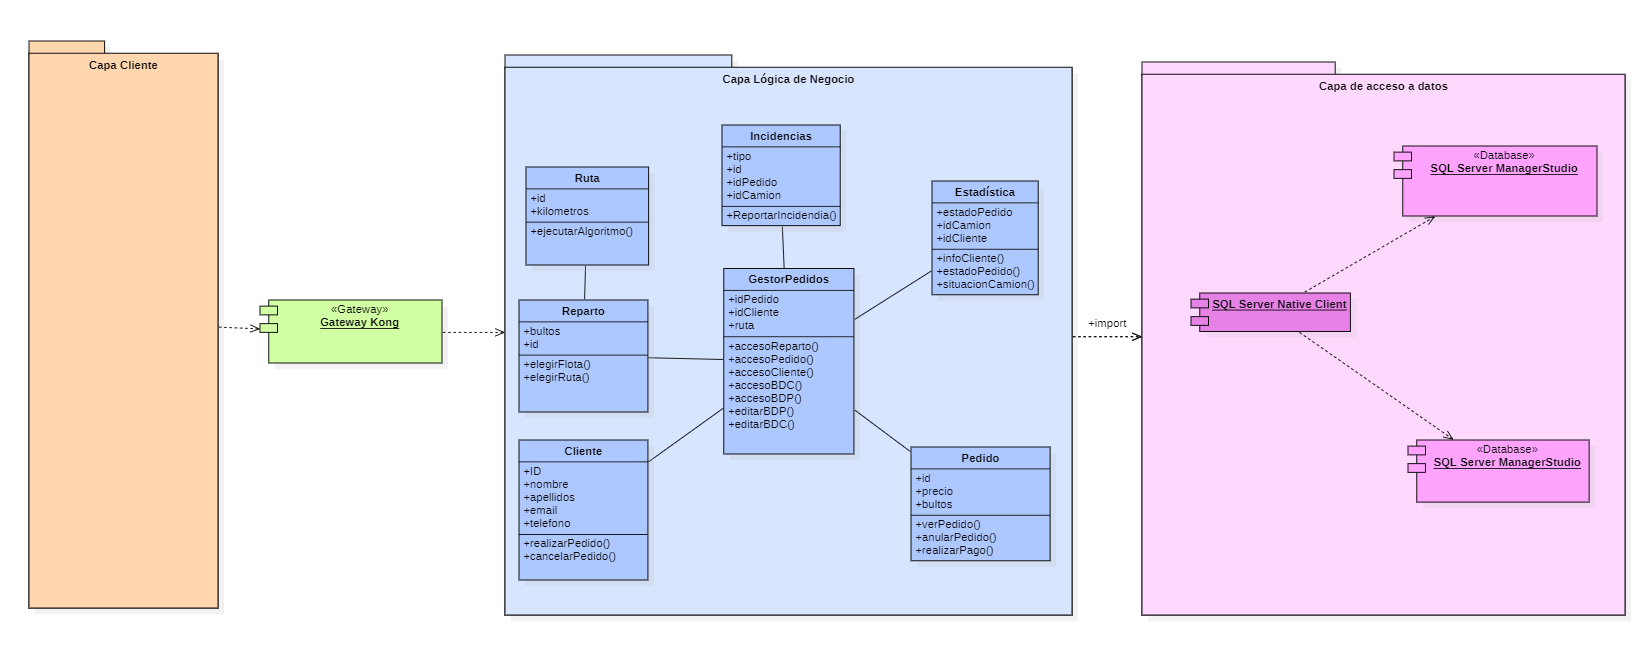 Capa Cliente
«Gateway»
Gateway Kong
Capa Lógica de Negocio
Incidencias
+tipo
+id
+idPedido
+idCamion
+ReportarIncidendia()
Ruta
+id
+kilometros
+ejecutarAlgoritmo()
Estadística
+estadoPedido
+idCamion
+idCliente
+infoCliente()
+estadoPedido()
+situacionCamion()
GestorPedidos
+idPedido
+idCliente
+ruta
+accesoReparto()
+accesoPedido()
+accesoCliente()
+accesoBDC()
+accesoBDP()
+editarBDP()
+editarBDC()
Reparto
+bultos
+id
+elegirFlota()
+elegirRuta()
Cliente
+ID
+nombre
+apellidos
+email
+telefono
+realizarPedido()
+cancelarPedido()
Pedido
+id
+precio
+bultos
+verPedido()
+anularPedido()
+realizarPago()
+import
Capa de acceso a datos
«Database»
SQL Server ManagerStudio
SQL Server Native Client
«Database»
SQL Server ManagerStudio